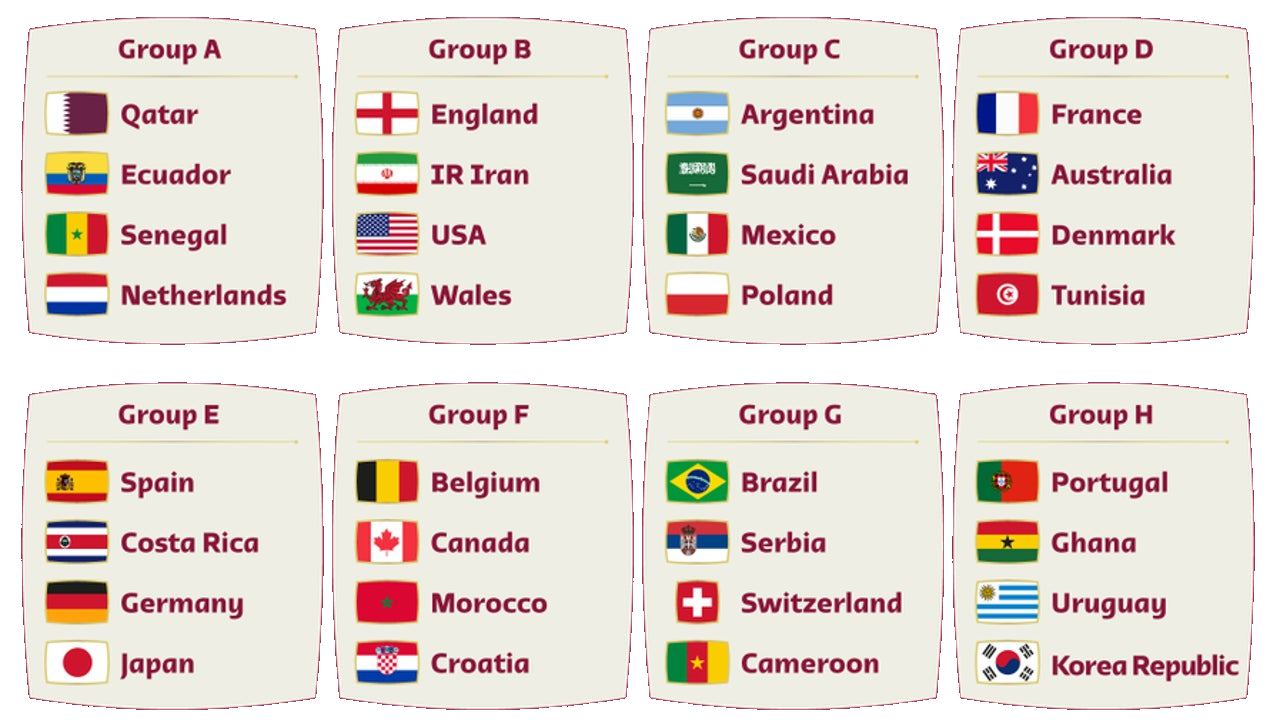 Group A
Qatar
Ecuador
Senegal
Netherlands
Group B
England
IR Iran
USA
Wales
Group C
Argentina
Saudi Arabia
Mexico
Poland
Group D
France
Australia
Denmark
Tunisia
Group E
Spain
Costa Rica
Germany
Japan
Group F
Belgium
Canada
Morocco
Croatia
Group G
Brazil
Serbia
Switzerland
Cameroon
Group H
Portugal
Ghana
Uruguay
Korea Republic